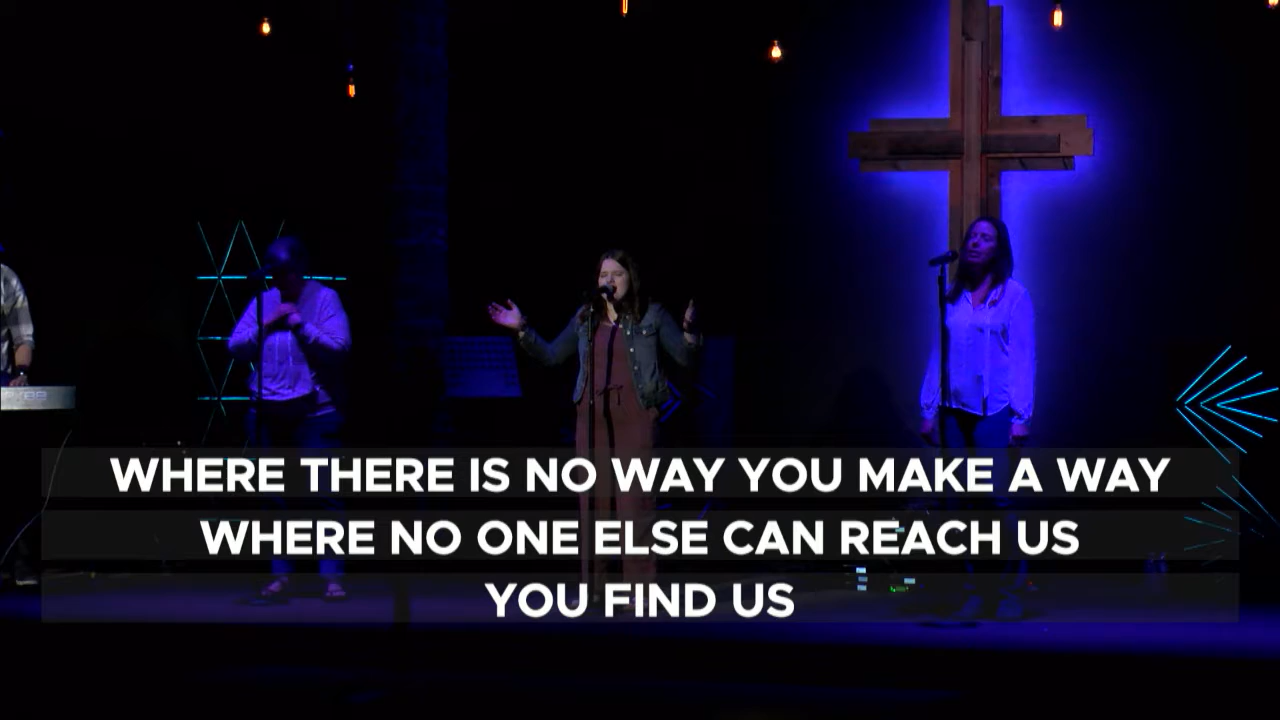 WHERE THERE IS NO WAY YOU MAKE A WAY
WHERE NO ONE ELSE CAN REACH US
YOU FIND US